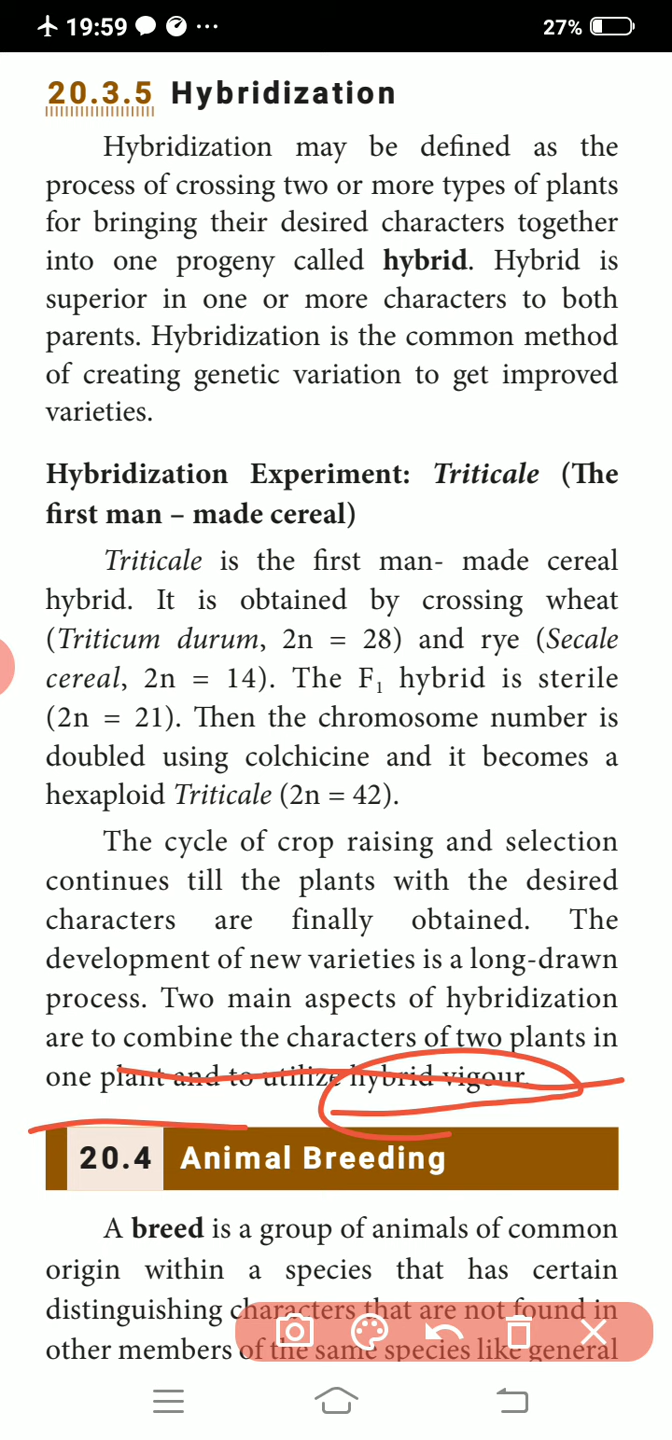 19:59 ... 27%
20.3.5 Hybridization
Hybridization may be defined as the
process of crossing two or more types of plants
for bringing their desired characters together
into one progeny called hybrid. Hybrid is
superior in one or more characters to both
parents. Hybridization is the common method
of creating genetic variation to get improved
varieties.
Hybridization Experiment: Triticale (The
first man – made cereal)
Triticale is the first man- made cereal
hybrid. It is obtained by crossing wheat
(Triticum durum, 2n = 28) and rye (Secale
cereal, 2n = 14). The F₁ hybrid is sterile
(2n = 21). Then the chromosome number is
doubled using colchicine and it becomes a
hexaploid Triticale (2n = 42).
The cycle of crop raising and selection
continues till the plants with the desired
characters are finally obtained. The
development of new varieties is a long-drawn
process. Two main aspects of hybridization
are to combine the characters of two plants in
one plant and to utilize hybrid vigour.
20.4 Animal Breeding
A breed is a group of animals of common
origin within a species that has certain
distinguishing characters that are not found in
other members of the same species like general